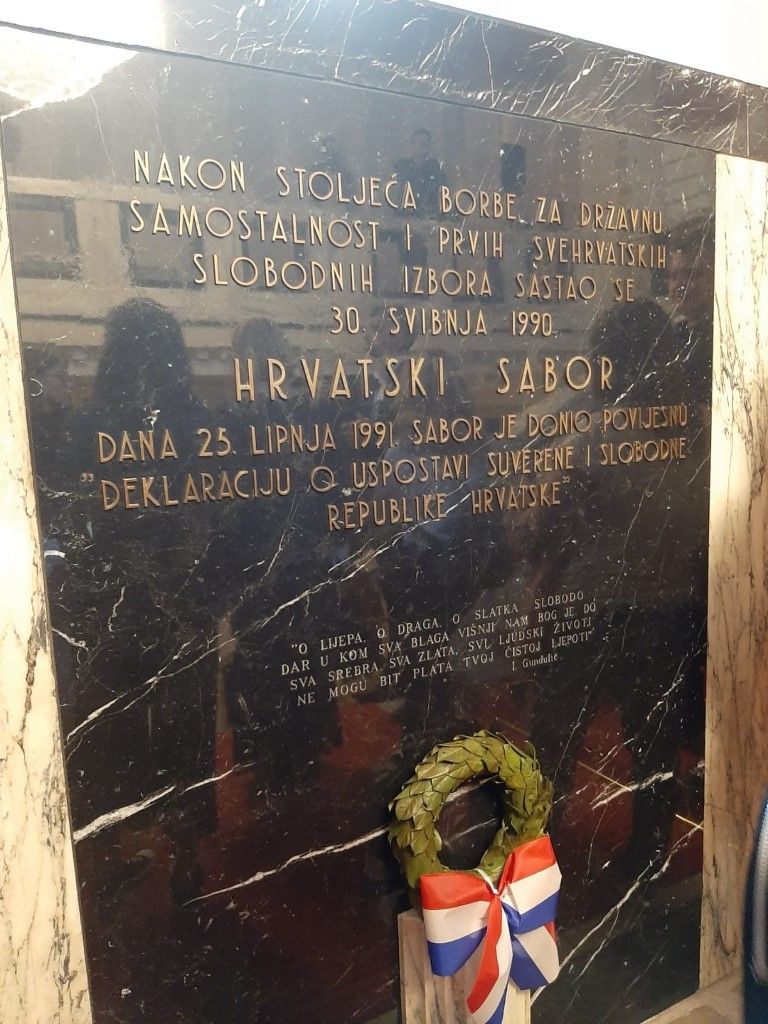 NAKON STOLJEĆA BORBE ZA DRŽAVNU
SAMOSTALNOST I PRVIH SVEHRVATSKIH
SLOBODNIH IZBORA SASTAO SE
30. SVIBNJA 1990.
HRVATSKI SABOR
DANA 25. LIPNJA 1991. SABOR JE DONIO POVIJESNU
"DEKLARACIJU O USPOSTAVI SUVERENE I SLOBODNE
REPUBLIKE HRVATSKE"
"O LIJEPA, O DRAGA, O SLATKA SLOBODO,
DAR U KOM SVA BLAGA VIŠNJI NAM BOG JE DO
SVA SREBRA, SVA ZLATA, SVI LJUDSKI ŽIVOTI
NE MOGU BIT PLATA TVOJ ČISTOJ LJEPOTI"
I. Gundulić